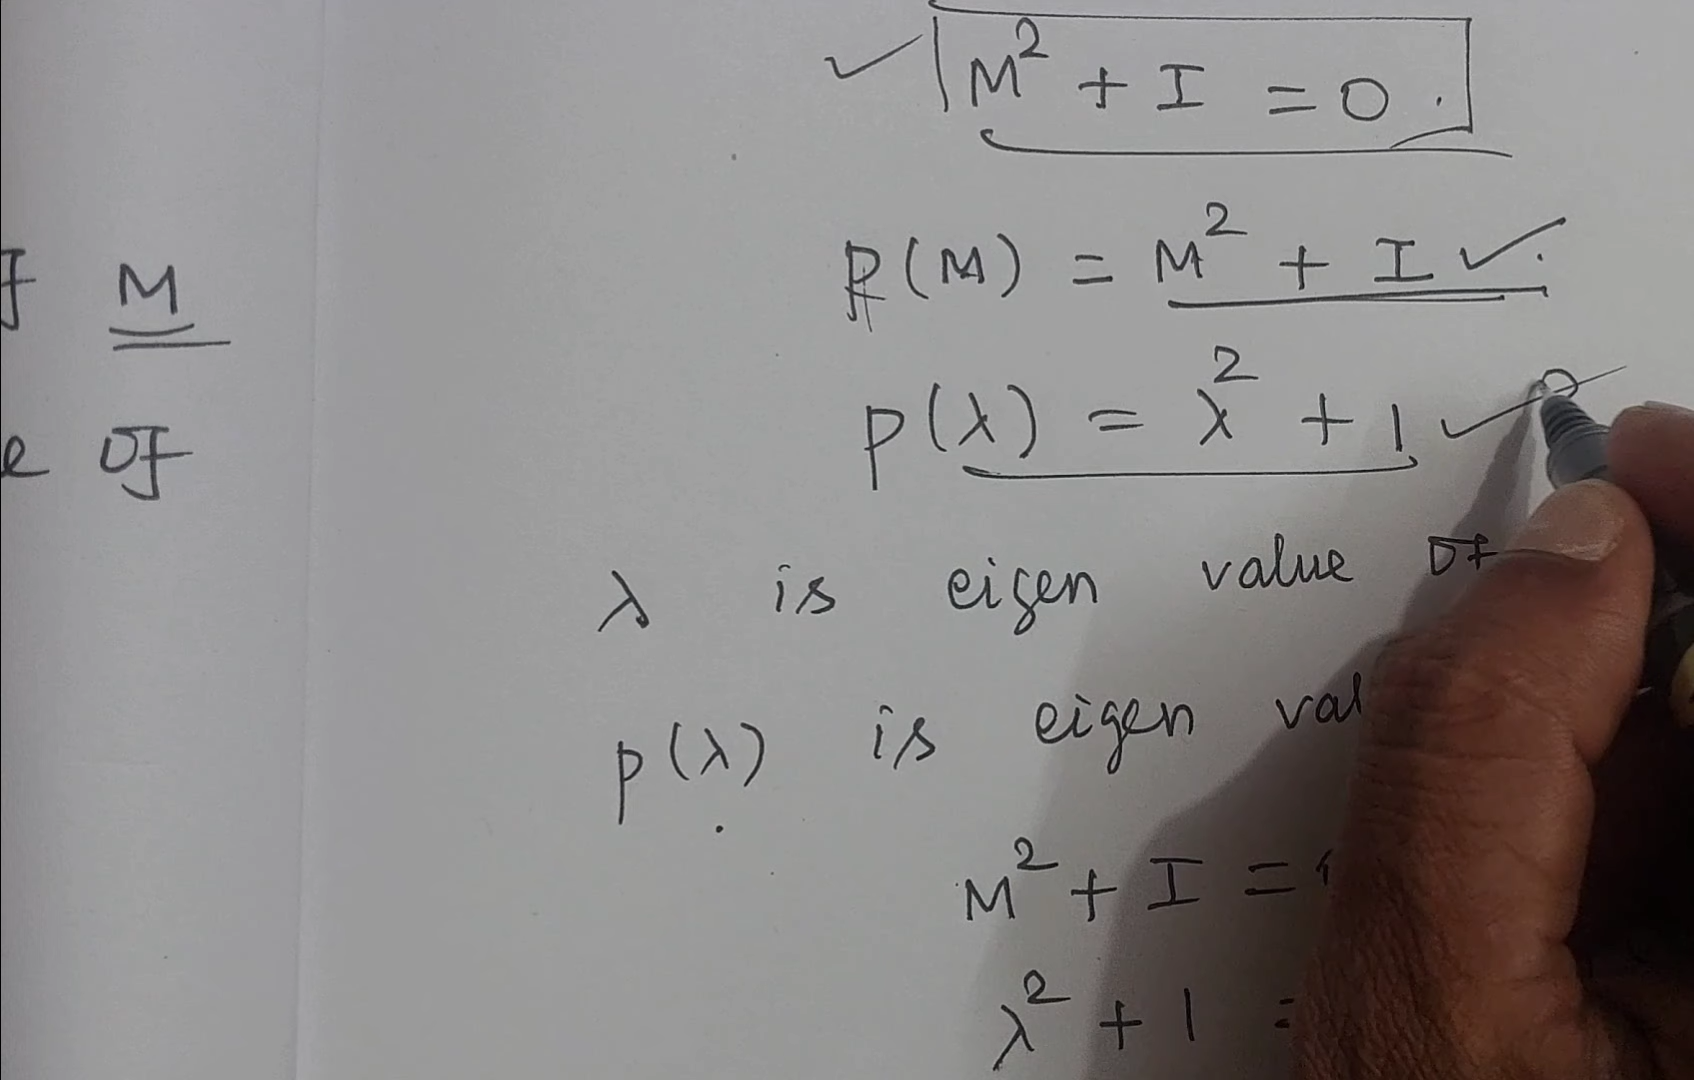 M² + I = 0.
P(M) = M² + I
M
p(λ) = λ² + 1
of
λ is eigen value of
p(λ) is eigen val
M² + I =
λ² + 1 =